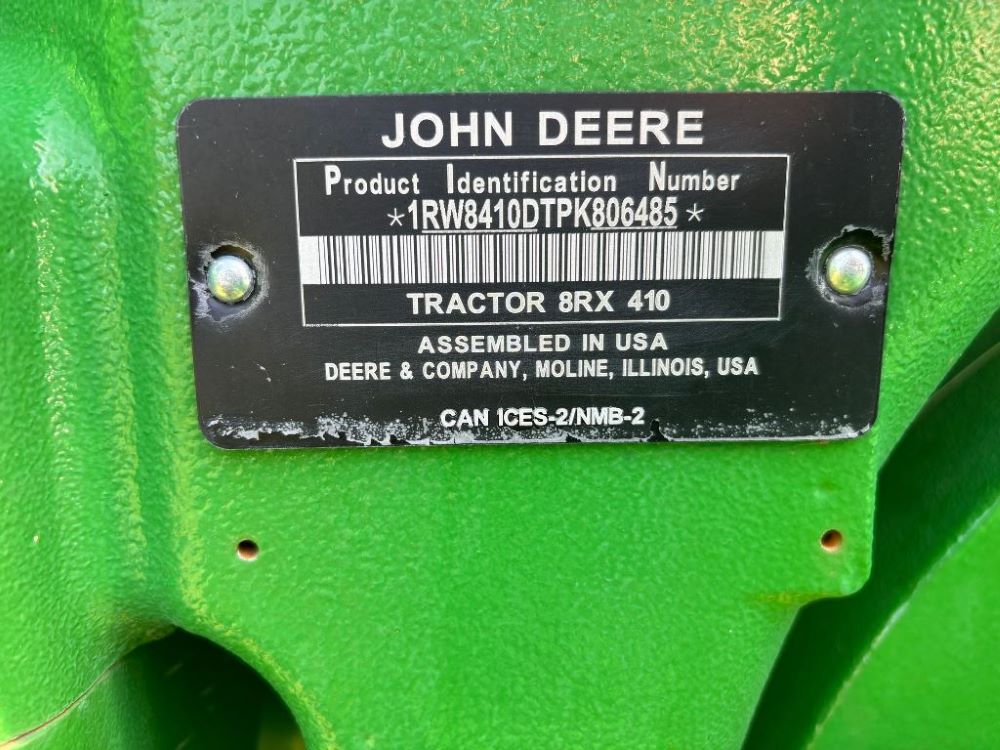 JOHN DEERE
Product Identification Number
*1RW8410DTPK806485*
TRACTOR 8RX 410
ASSEMBLED IN USA
DEERE & COMPANY, MOLINE, ILLINOIS, USA
CAN ICES-2/NMB-2